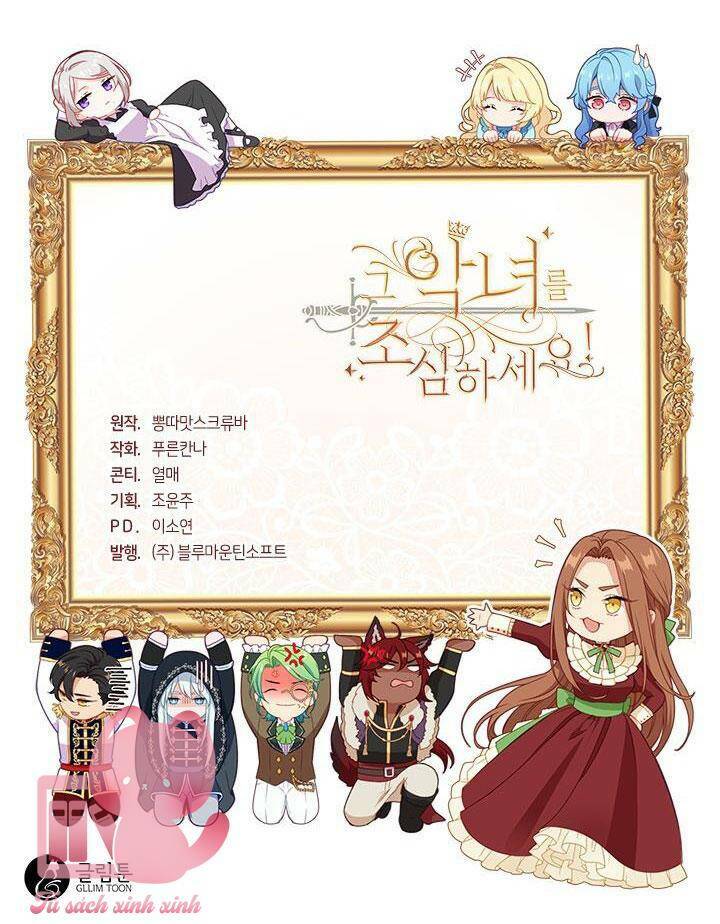 그 악녀를
조심하세요!
원작. 뽕따맛스크류바
작화. 푸른칸나
콘티. 열매
기획. 조윤주
PD. 이소연
발행. (주) 블루마운틴소프트
글림툰
GLLIM TOON
Tủ sách xinh xinh